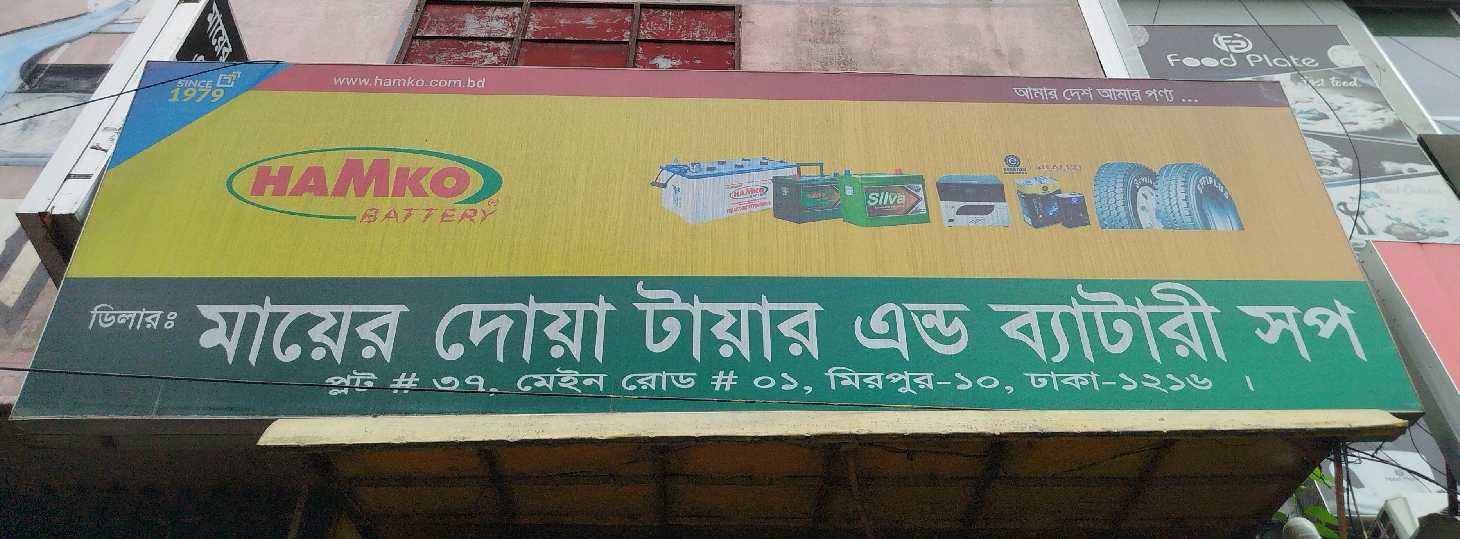 SINCE
1979
www.hamko.com.bd
আমার দেশ আমার পণ্য ...
HAMKO
BATTERY
HAMKO
Silva
ডিলারঃ মায়ের দোয়া টায়ার এন্ড ব্যাটারী সপ
প্লট # ৩৭, মেইন রোড # ০১, মিরপুর-১০, ঢাকা-১২১৬ ।
মায়ের
Food Plate